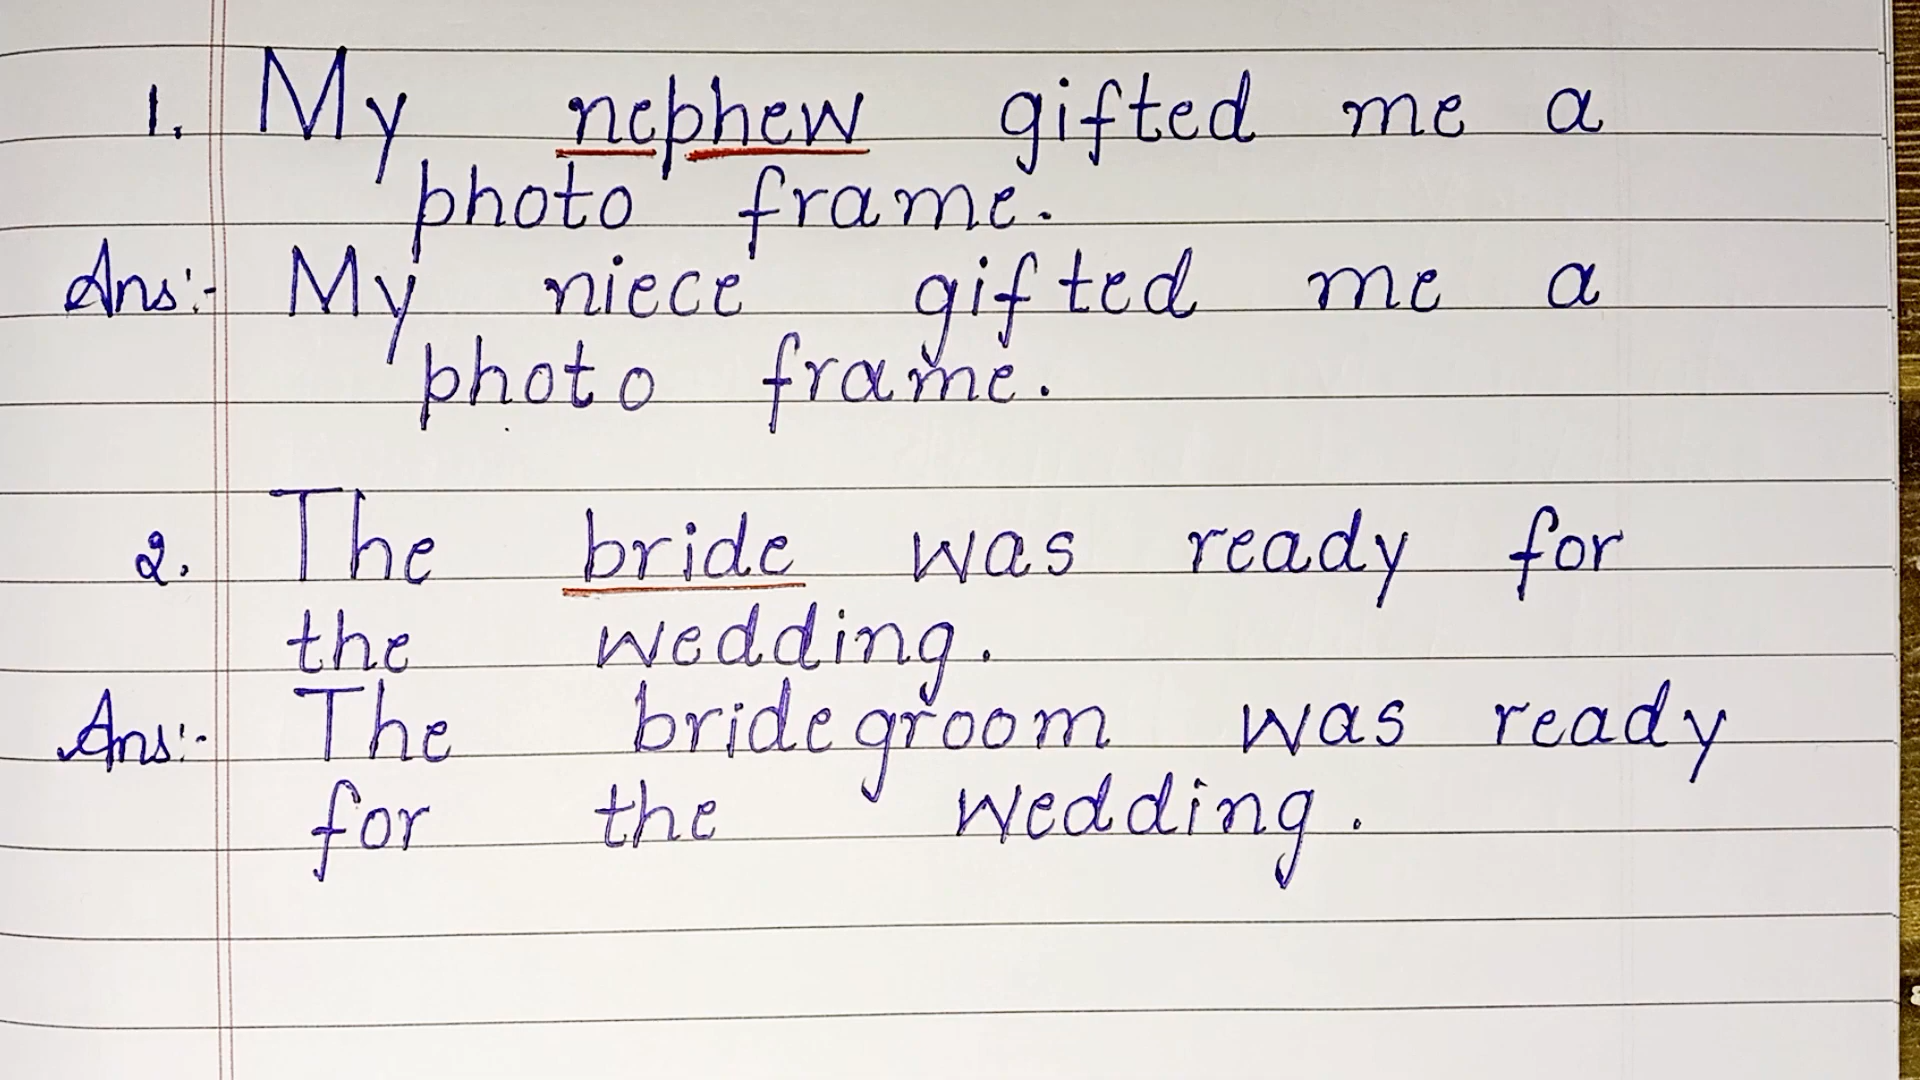 1. My nephew gifted me a
photo frame.
Ans:- My niece gifted me a
photo frame.
2. The bride was ready for
the wedding.
Ans:- The bridegroom was ready
for the wedding.